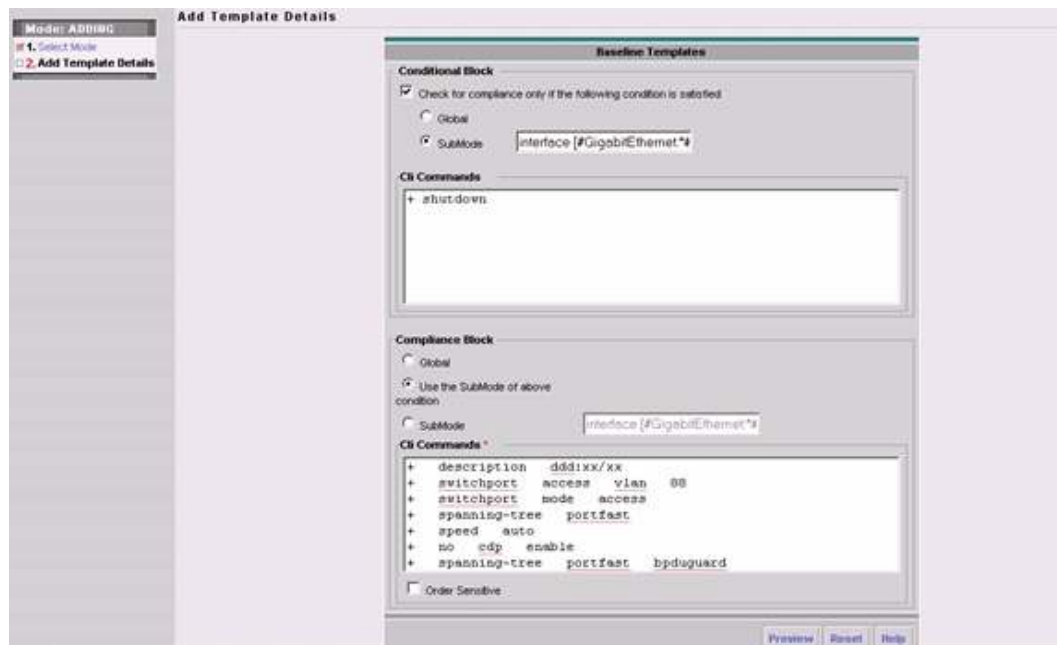 Add Template Details
Mode: ADDING
1. Select Mode
2. Add Template Details
Baseline Templates
Conditional Block
Check for compliance only if the following condition is satisfied
Global
SubMode
interface [#GigabitEthernet.*#
Cli Commands
+ shutdown
Compliance Block
Global
Use the SubMode of above
condition
SubMode
interface [#GigabitEthernet.*#
Cli Commands *
+ description ddd:xx/xx
+ switchport access vlan 88
+ switchport mode access
+ spanning-tree portfast
+ speed auto
+ no cdp enable
+ spanning-tree portfast bpduguard
Order Sensitive
Preview Reset Help